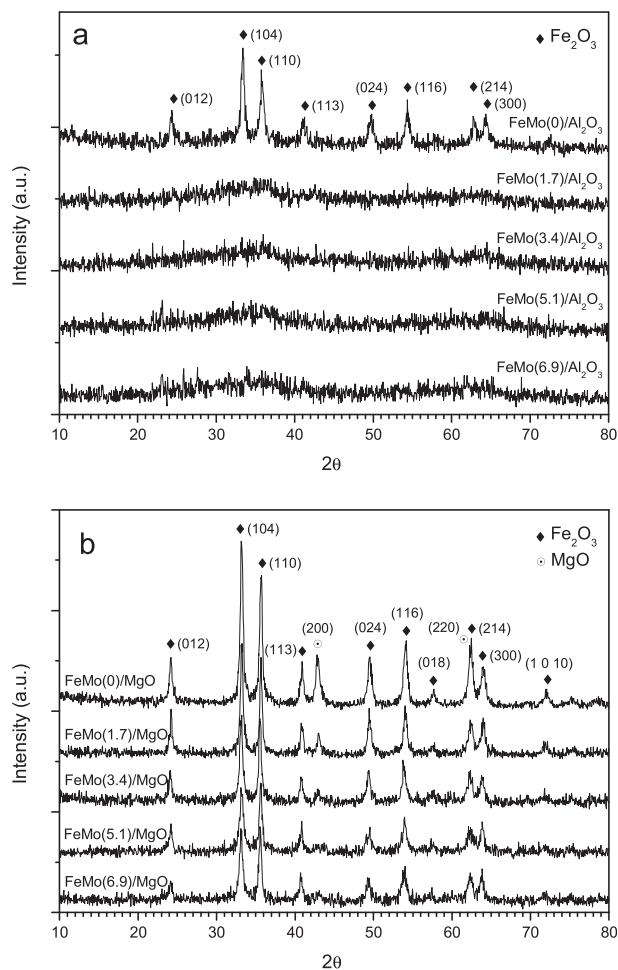 a
◆ Fe₂O₃
◆ (104)
◆ (110)
◆ (012)
◆ (113)
(024)
◆
(116)
◆
◆ (214)
◆ (300)
FeMo(0)/Al₂O₃
FeMo(1.7)/Al₂O₃
FeMo(3.4)/Al₂O₃
FeMo(5.1)/Al₂O₃
FeMo(6.9)/Al₂O₃
Intensity (a.u.)
10 20 30 40 50 60 70 80
2θ
b
◆ Fe₂O₃
⊙ MgO
◆ (104)
◆ (110)
◆ (012)
(113) ◆
(200)
⊙
(024)
◆
(116)
◆
(018)
◆
(220) ⊙
◆ (214)
◆ (300)
(1 0 10)
◆
FeMo(0)/MgO
FeMo(1.7)/MgO
FeMo(3.4)/MgO
FeMo(5.1)/MgO
FeMo(6.9)/MgO
Intensity (a.u.)
10 20 30 40 50 60 70 80
2θ